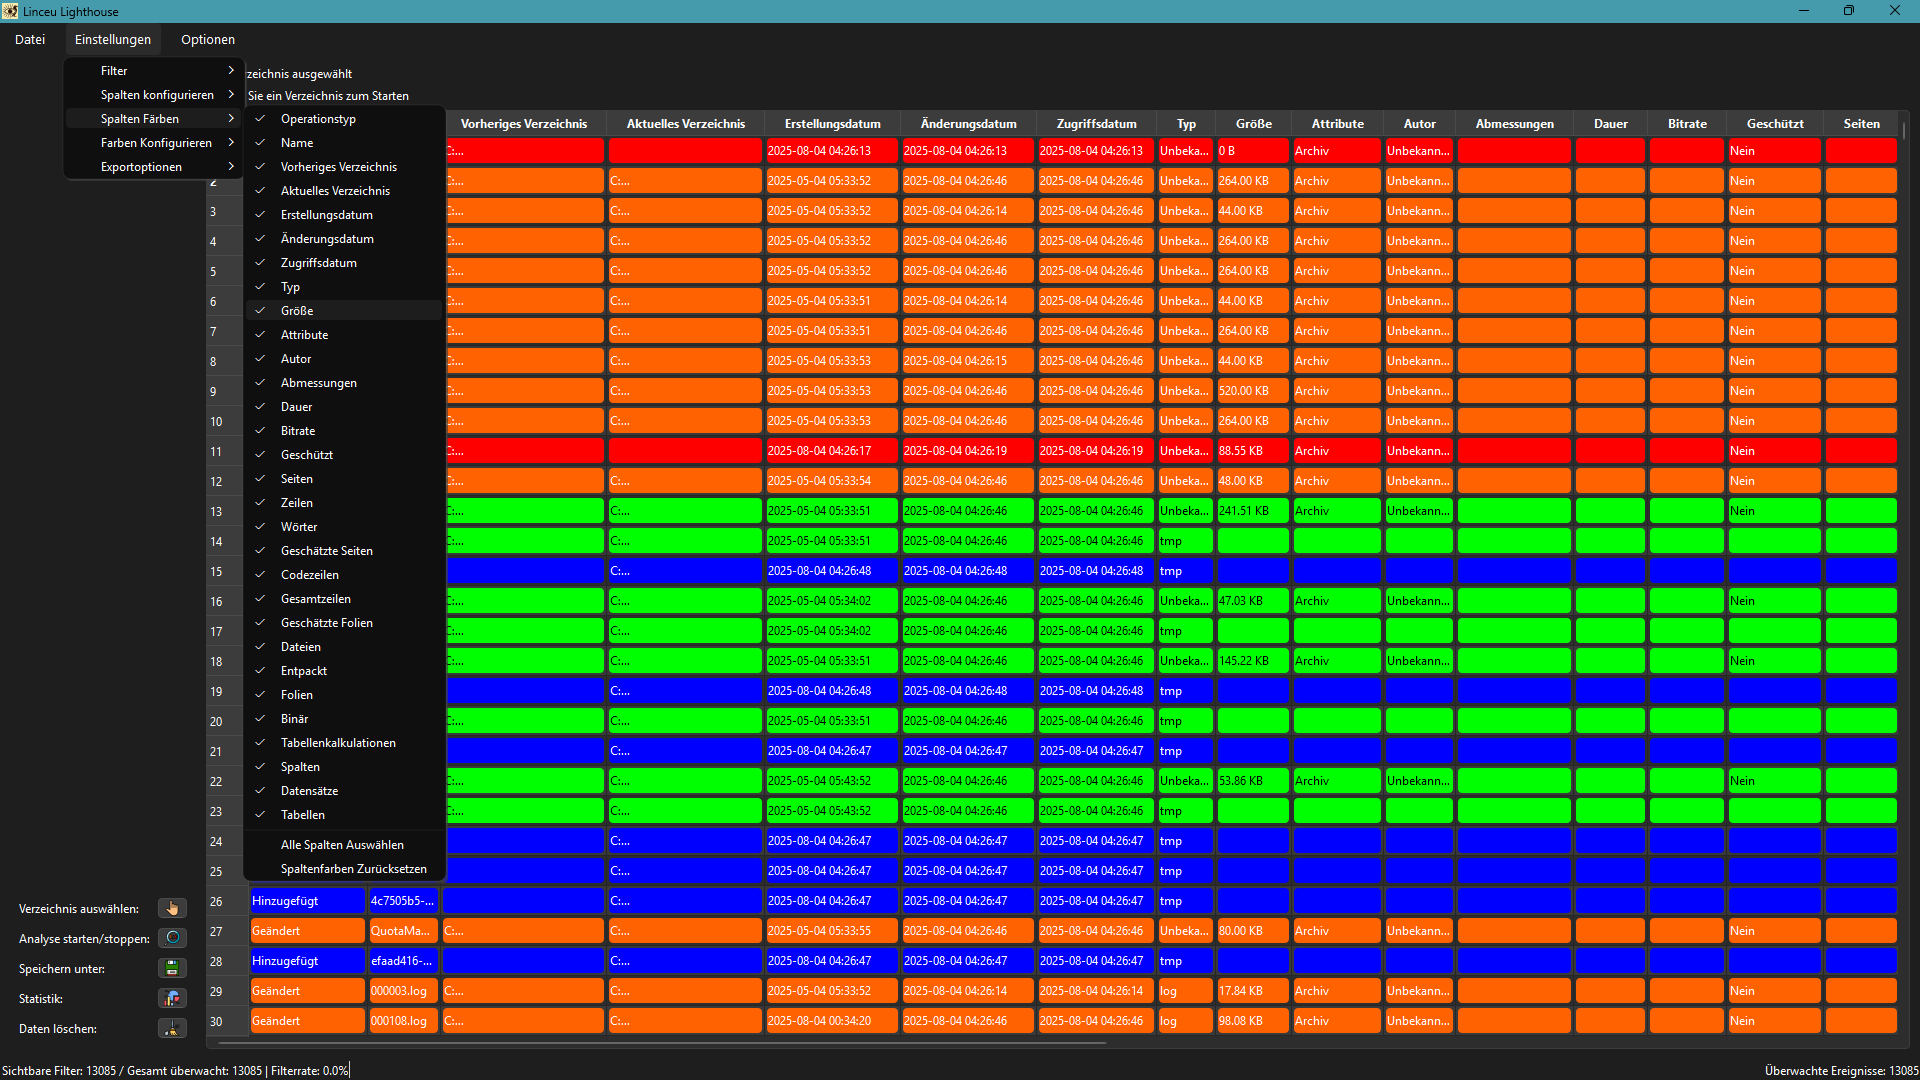 Linceu Lighthouse
Datei Einstellungen Optionen
Filter
Spalten konfigurieren
Spalten Färben
Farben Konfigurieren
Exportoptionen
zeichnis ausgewählt
Sie ein Verzeichnis zum Starten
Operationstyp
Name
Vorheriges Verzeichnis
Aktuelles Verzeichnis
Erstellungsdatum
Änderungsdatum
Zugriffsdatum
Typ
Größe
Attribute
Autor
Abmessungen
Dauer
Bitrate
Geschützt
Seiten
Zeilen
Wörter
Geschätzte Seiten
Codezeilen
Gesamtzeilen
Geschätzte Folien
Dateien
Entpackt
Folien
Binär
Tabellenkalkulationen
Spalten
Datensätze
Tabellen
Alle Spalten Auswählen
Spaltenfarben Zurücksetzen
Vorheriges Verzeichnis Aktuelles Verzeichnis Erstellungsdatum Änderungsdatum Zugriffsdatum Typ Größe Attribute Autor Abmessungen Dauer Bitrate Geschützt Seiten
C:... 2025-08-04 04:26:13 2025-08-04 04:26:13 2025-08-04 04:26:13 Unbeka... 0 B Archiv Unbekann... Nein
2 C:... C:... 2025-05-04 05:33:52 2025-08-04 04:26:46 2025-08-04 04:26:46 Unbeka... 264.00 KB Archiv Unbekann... Nein
3 C:... C:... 2025-05-04 05:33:52 2025-08-04 04:26:14 2025-08-04 04:26:46 Unbeka... 44.00 KB Archiv Unbekann... Nein
4 C:... C:... 2025-05-04 05:33:52 2025-08-04 04:26:46 2025-08-04 04:26:46 Unbeka... 264.00 KB Archiv Unbekann... Nein
5 C:... C:... 2025-05-04 05:33:52 2025-08-04 04:26:46 2025-08-04 04:26:46 Unbeka... 264.00 KB Archiv Unbekann... Nein
6 C:... C:... 2025-05-04 05:33:51 2025-08-04 04:26:14 2025-08-04 04:26:46 Unbeka... 44.00 KB Archiv Unbekann... Nein
7 C:... C:... 2025-05-04 05:33:51 2025-08-04 04:26:46 2025-08-04 04:26:46 Unbeka... 264.00 KB Archiv Unbekann... Nein
8 C:... C:... 2025-05-04 05:33:53 2025-08-04 04:26:15 2025-08-04 04:26:46 Unbeka... 44.00 KB Archiv Unbekann... Nein
9 C:... C:... 2025-05-04 05:33:53 2025-08-04 04:26:46 2025-08-04 04:26:46 Unbeka... 520.00 KB Archiv Unbekann... Nein
10 C:... C:... 2025-05-04 05:33:53 2025-08-04 04:26:46 2025-08-04 04:26:46 Unbeka... 264.00 KB Archiv Unbekann... Nein
11 C:... 2025-08-04 04:26:17 2025-08-04 04:26:19 2025-08-04 04:26:19 Unbeka... 88.55 KB Archiv Unbekann... Nein
12 C:... C:... 2025-05-04 05:33:54 2025-08-04 04:26:46 2025-08-04 04:26:46 Unbeka... 48.00 KB Archiv Unbekann... Nein
13 C:... C:... 2025-05-04 05:33:51 2025-08-04 04:26:46 2025-08-04 04:26:46 Unbeka... 241.51 KB Archiv Unbekann... Nein
14 C:... C:... 2025-05-04 05:33:51 2025-08-04 04:26:46 2025-08-04 04:26:46 tmp
15 C:... 2025-08-04 04:26:48 2025-08-04 04:26:48 2025-08-04 04:26:48 tmp
16 C:... C:... 2025-05-04 05:34:02 2025-08-04 04:26:46 2025-08-04 04:26:46 Unbeka... 47.03 KB Archiv Unbekann... Nein
17 C:... C:... 2025-05-04 05:34:02 2025-08-04 04:26:46 2025-08-04 04:26:46 tmp
18 C:... C:... 2025-05-04 05:33:51 2025-08-04 04:26:46 2025-08-04 04:26:46 Unbeka... 145.22 KB Archiv Unbekann... Nein
19 C:... 2025-08-04 04:26:48 2025-08-04 04:26:48 2025-08-04 04:26:48 tmp
20 C:... C:... 2025-05-04 05:33:51 2025-08-04 04:26:46 2025-08-04 04:26:46 tmp
21 C:... 2025-08-04 04:26:47 2025-08-04 04:26:47 2025-08-04 04:26:47 tmp
22 C:... C:... 2025-05-04 05:43:52 2025-08-04 04:26:46 2025-08-04 04:26:46 Unbeka... 53.86 KB Archiv Unbekann... Nein
23 C:... C:... 2025-05-04 05:43:52 2025-08-04 04:26:46 2025-08-04 04:26:46 tmp
24 C:... 2025-08-04 04:26:47 2025-08-04 04:26:47 2025-08-04 04:26:47 tmp
25 C:... 2025-08-04 04:26:47 2025-08-04 04:26:47 2025-08-04 04:26:47 tmp
26 Hinzugefügt 4c7505b5-... C:... 2025-08-04 04:26:47 2025-08-04 04:26:47 2025-08-04 04:26:47 tmp
27 Geändert QuotaMa... C:... C:... 2025-05-04 05:33:55 2025-08-04 04:26:46 2025-08-04 04:26:46 Unbeka... 80.00 KB Archiv Unbekann... Nein
28 Hinzugefügt efaad416-... C:... 2025-08-04 04:26:47 2025-08-04 04:26:47 2025-08-04 04:26:47 tmp
29 Geändert 000003.log C:... C:... 2025-05-04 05:33:52 2025-08-04 04:26:14 2025-08-04 04:26:14 log 17.84 KB Archiv Unbekann... Nein
30 Geändert 000108.log C:... C:... 2025-08-04 00:34:20 2025-08-04 04:26:46 2025-08-04 04:26:46 log 98.08 KB Archiv Unbekann... Nein
Verzeichnis auswählen:
Analyse starten/stoppen:
Speichern unter:
Statistik:
Daten löschen:
Sichtbare Filter: 13085 / Gesamt überwacht: 13085 | Filterrate: 0.0%
Überwachte Ereignisse: 13085